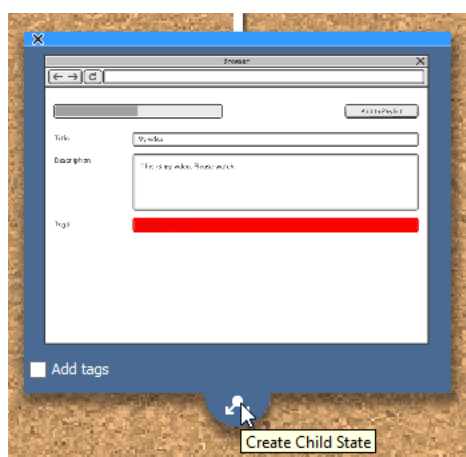 Browser
Add to Playlist
Title
My video
Description
This is my video. Please watch
Tags
Add tags
Create Child State